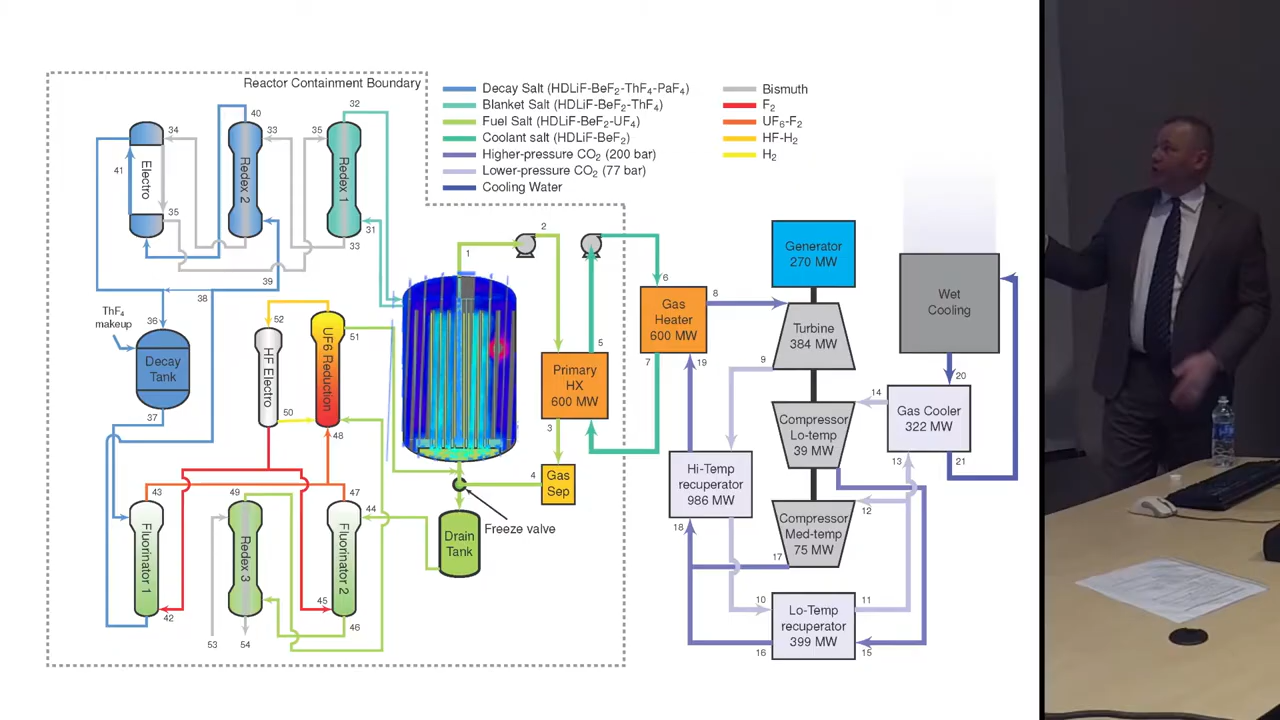 Reactor Containment Boundary
Decay Salt (HDLiF-BeF₂-ThF₄-PaF₄)
Blanket Salt (HDLiF-BeF₂-ThF₄)
Fuel Salt (HDLiF-BeF₂-UF₄)
Coolant salt (HDLiF-BeF₂)
Higher-pressure CO₂ (200 bar)
Lower-pressure CO₂ (77 bar)
Cooling Water
Bismuth
F₂
UF₆-F₂
HF-H₂
H₂
40
32
34
33
35
Electro
41
35
Redex 2
Redex 1
33
31
39
38
ThF₄
makeup
36
Decay
Tank
37
52
HF Electro
UF6 Reduction
51
50
48
1
2
3
4
5
Primary
HX
600 MW
Gas
Sep
Freeze valve
Drain
Tank
43
49
47
44
Fluorinator 1
Redex 3
Fluorinator 2
42
45
46
53
54
6
Gas
Heater
600 MW
7
8
19
Generator
270 MW
Turbine
384 MW
9
Compressor
Lo-temp
39 MW
Compressor
Med-temp
75 MW
Hi-Temp
recuperator
986 MW
18
17
10
11
Lo-Temp
recuperator
399 MW
16
15
Wet
Cooling
20
14
Gas Cooler
322 MW
13
21
12